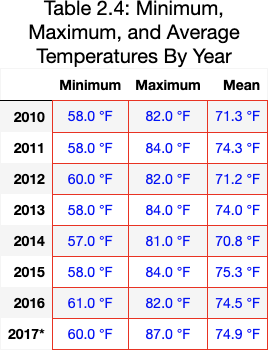 Table 2.4: Minimum,
Maximum, and Average
Temperatures By Year
Minimum Maximum Mean
2010 58.0 °F 82.0 °F 71.3 °F
2011 58.0 °F 84.0 °F 74.3 °F
2012 60.0 °F 82.0 °F 71.2 °F
2013 58.0 °F 84.0 °F 74.0 °F
2014 57.0 °F 81.0 °F 70.8 °F
2015 58.0 °F 84.0 °F 75.3 °F
2016 61.0 °F 82.0 °F 74.5 °F
2017* 60.0 °F 87.0 °F 74.9 °F